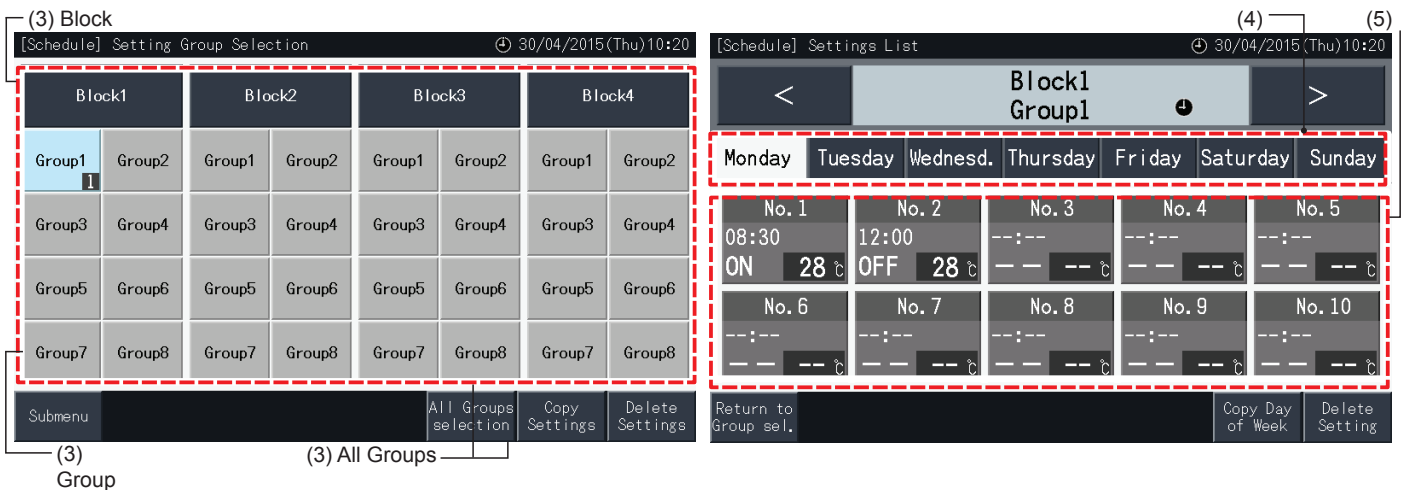 (3) Block
[Schedule] Setting Group Selection 30/04/2015(Thu)10:20
Block1 Block2 Block3 Block4
Group1 Group2 Group1 Group2 Group1 Group2 Group1 Group2
1
Group3 Group4 Group3 Group4 Group3 Group4 Group3 Group4
Group5 Group6 Group5 Group6 Group5 Group6 Group5 Group6
Group7 Group8 Group7 Group8 Group7 Group8 Group7 Group8
Submenu
All Groups
selection
Copy
Settings
Delete
Settings
(3)
Group
(3) All Groups
(4) (5)
[Schedule] Settings List 30/04/2015(Thu)10:20
<
Block1
Group1
>
Monday Tuesday Wednesd. Thursday Friday Saturday Sunday
No.1 No.2 No.3 No.4 No.5
08:30 12:00 --:-- --:-- --:--
ON 28℃ OFF 28℃ -- --℃ -- --℃ -- --℃
No.6 No.7 No.8 No.9 No.10
--:-- --:-- --:-- --:-- --:--
-- --℃ -- --℃ -- --℃ -- --℃ -- --℃
Return to
Group sel.
Copy Day
of Week
Delete
Setting